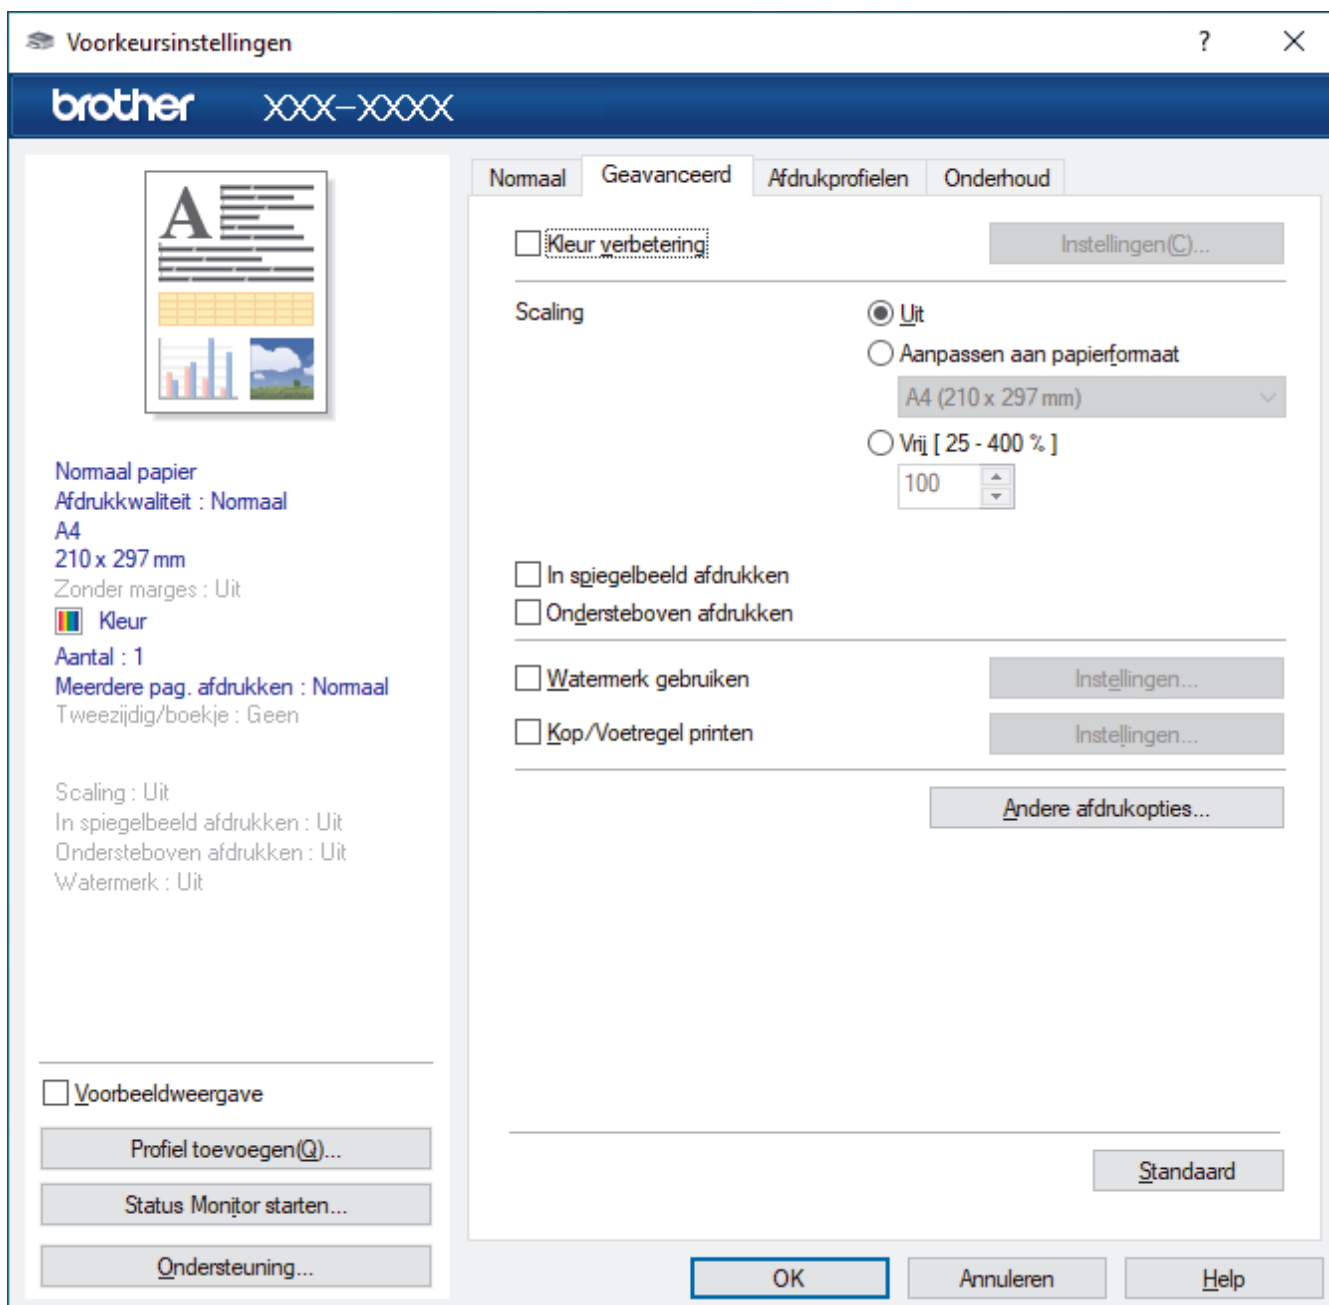 Voorkeursinstellingen
brother XXX-XXXX
A
Normaal papier
Afdrukkwaliteit : Normaal
A4
210 x 297 mm
Zonder marges : Uit
Kleur
Aantal : 1
Meerdere pag. afdrukken : Normaal
Tweezijdig/boekje : Geen
Scaling : Uit
In spiegelbeeld afdrukken : Uit
Ondersteboven afdrukken : Uit
Watermerk : Uit
Voorbeeldweergave
Profiel toevoegen(Q)...
Status Monitor starten...
Ondersteuning...
Normaal Geavanceerd Afdrukprofielen Onderhoud
Kleur verbetering Instellingen(C)...
Scaling Uit
Aanpassen aan papierformaat
A4 (210 x 297 mm)
Vrij [ 25 - 400 % ]
100
In spiegelbeeld afdrukken
Ondersteboven afdrukken
Watermerk gebruiken Instellingen...
Kop/Voetregel printen Instellingen...
Andere afdrukopties...
Standaard
OK Annuleren Help